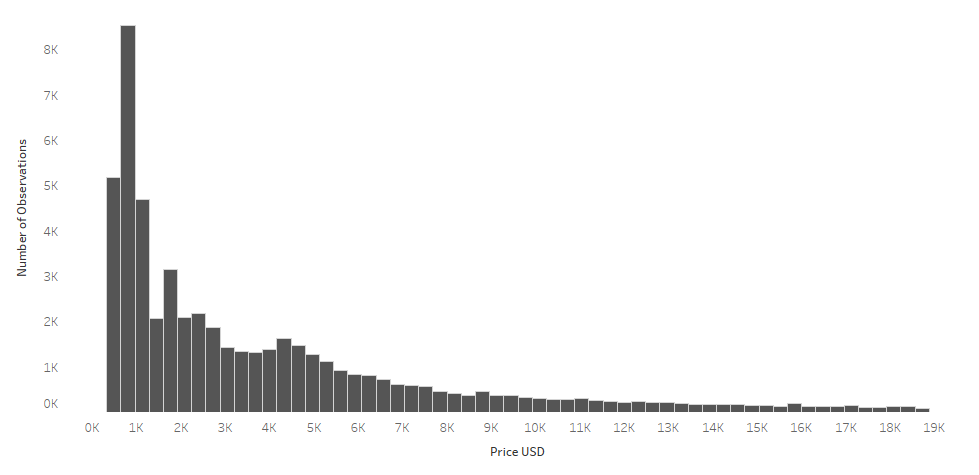 8K
7K
6K
5K
4K
3K
2K
1K
0K
Number of Observations
0K 1K 2K 3K 4K 5K 6K 7K 8K 9K 10K 11K 12K 13K 14K 15K 16K 17K 18K 19K
Price USD